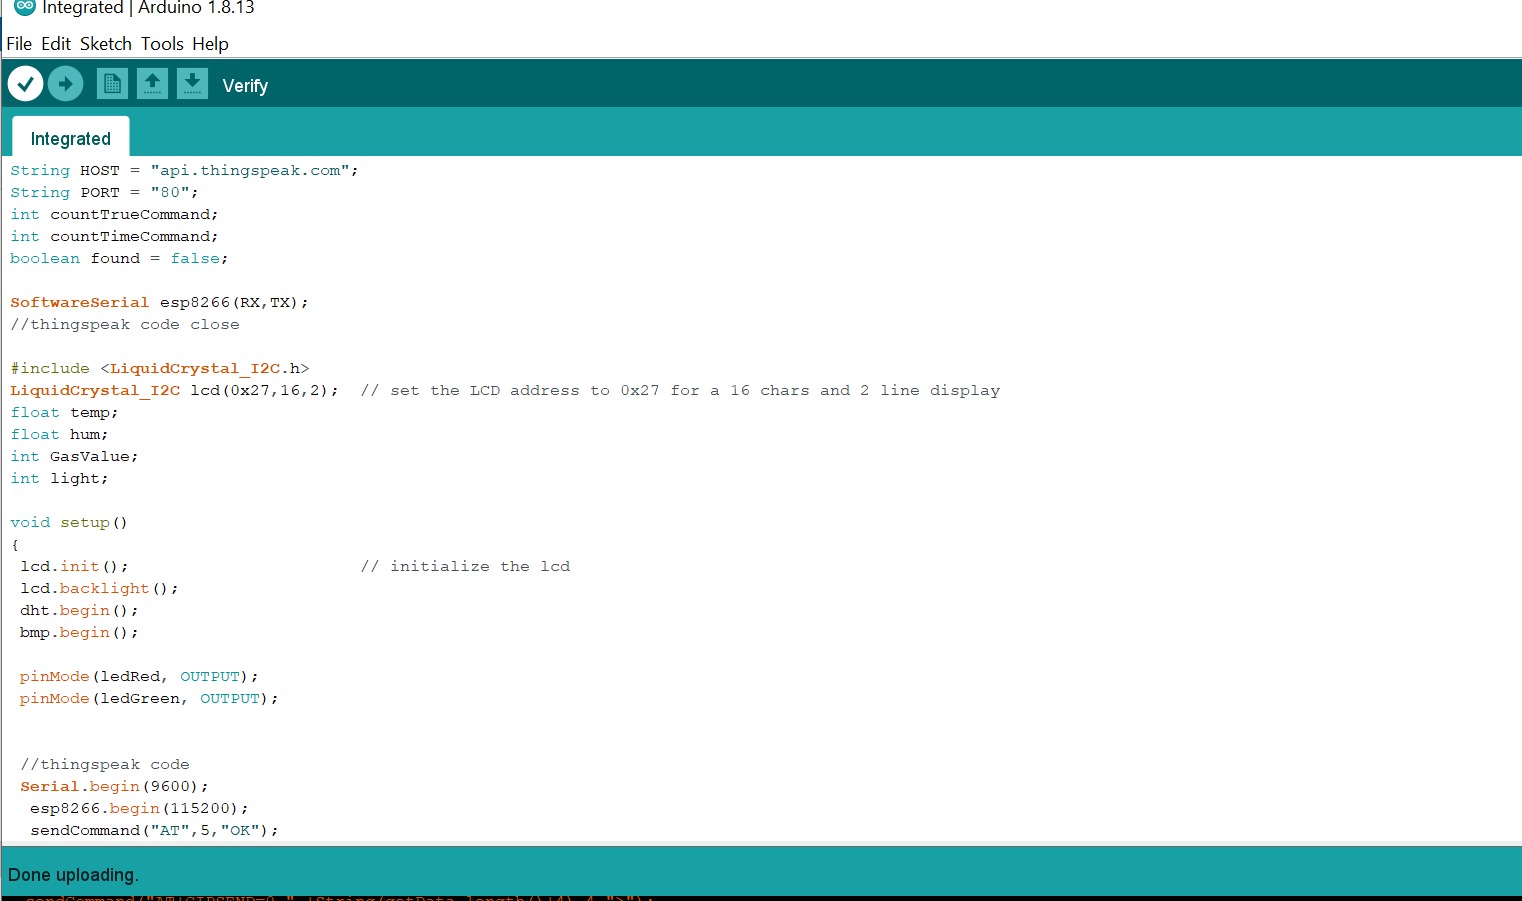 Integrated | Arduino 1.8.13
File Edit Sketch Tools Help
Verify
Integrated
String HOST = "api.thingspeak.com";
String PORT = "80";
int countTrueCommand;
int countTimeCommand;
boolean found = false;
SoftwareSerial esp8266(RX,TX);
//thingspeak code close
#include <LiquidCrystal_I2C.h>
LiquidCrystal_I2C lcd(0x27,16,2);  // set the LCD address to 0x27 for a 16 chars and 2 line display
float temp;
float hum;
int GasValue;
int light;
void setup()
{
lcd.init();                       // initialize the lcd
lcd.backlight();
dht.begin();
bmp.begin();
pinMode(ledRed, OUTPUT);
pinMode(ledGreen, OUTPUT);
//thingspeak code
Serial.begin(9600);
esp8266.begin(115200);
sendCommand("AT",5,"OK");
Done uploading.